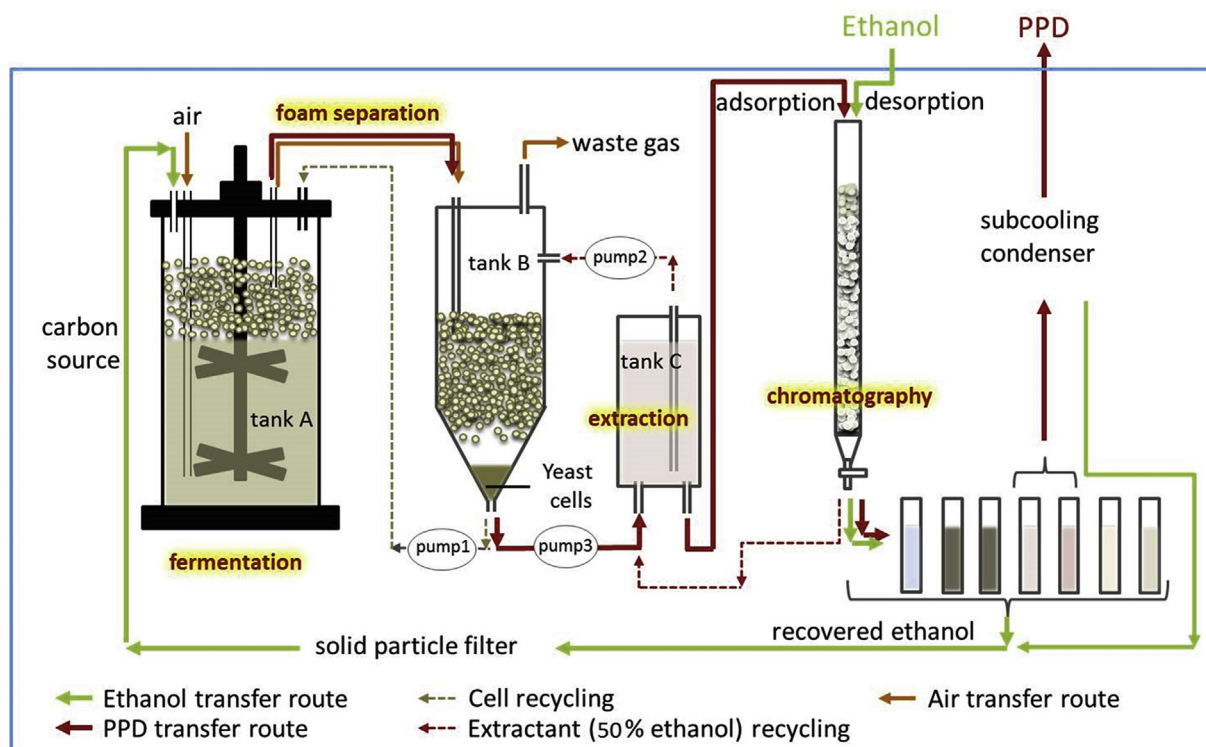 Ethanol
PPD
air
foam separation
adsorption
desorption
waste gas
tank B
pump2
subcooling
condenser
carbon
source
tank C
tank A
extraction
chromatography
Yeast
cells
pump1
pump3
fermentation
recovered ethanol
solid particle filter
Ethanol transfer route
Cell recycling
Air transfer route
PPD transfer route
Extractant (50% ethanol) recycling